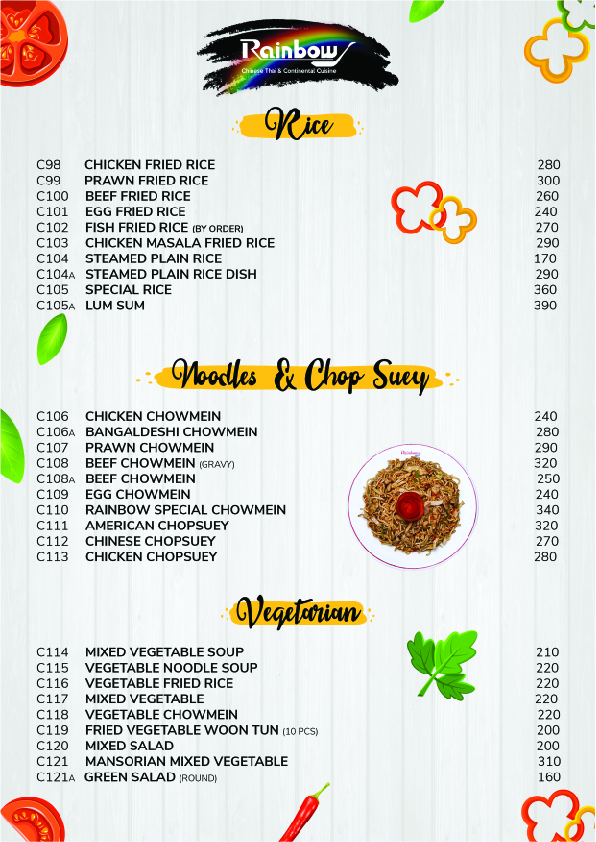 Rainbow
Chinese Thai & Continental Cuisine
Rice
C98 CHICKEN FRIED RICE 280
C99 PRAWN FRIED RICE 300
C100 BEEF FRIED RICE 260
C101 EGG FRIED RICE 240
C102 FISH FRIED RICE (BY ORDER) 270
C103 CHICKEN MASALA FRIED RICE 290
C104 STEAMED PLAIN RICE 170
C104A STEAMED PLAIN RICE DISH 290
C105 SPECIAL RICE 360
C105A LUM SUM 390
Noodles & Chop Suey
C106 CHICKEN CHOWMEIN 240
C106A BANGALDESHI CHOWMEIN 280
C107 PRAWN CHOWMEIN 290
C108 BEEF CHOWMEIN (GRAVY) 320
C108A BEEF CHOWMEIN 250
C109 EGG CHOWMEIN 240
C110 RAINBOW SPECIAL CHOWMEIN 340
C111 AMERICAN CHOPSUEY 320
C112 CHINESE CHOPSUEY 270
C113 CHICKEN CHOPSUEY 280
Rainbow
Vegetarian
C114 MIXED VEGETABLE SOUP 210
C115 VEGETABLE NOODLE SOUP 220
C116 VEGETABLE FRIED RICE 220
C117 MIXED VEGETABLE 220
C118 VEGETABLE CHOWMEIN 220
C119 FRIED VEGETABLE WOON TUN (10 PCS) 200
C120 MIXED SALAD 200
C121 MANSORIAN MIXED VEGETABLE 310
C121A GREEN SALAD (ROUND) 160